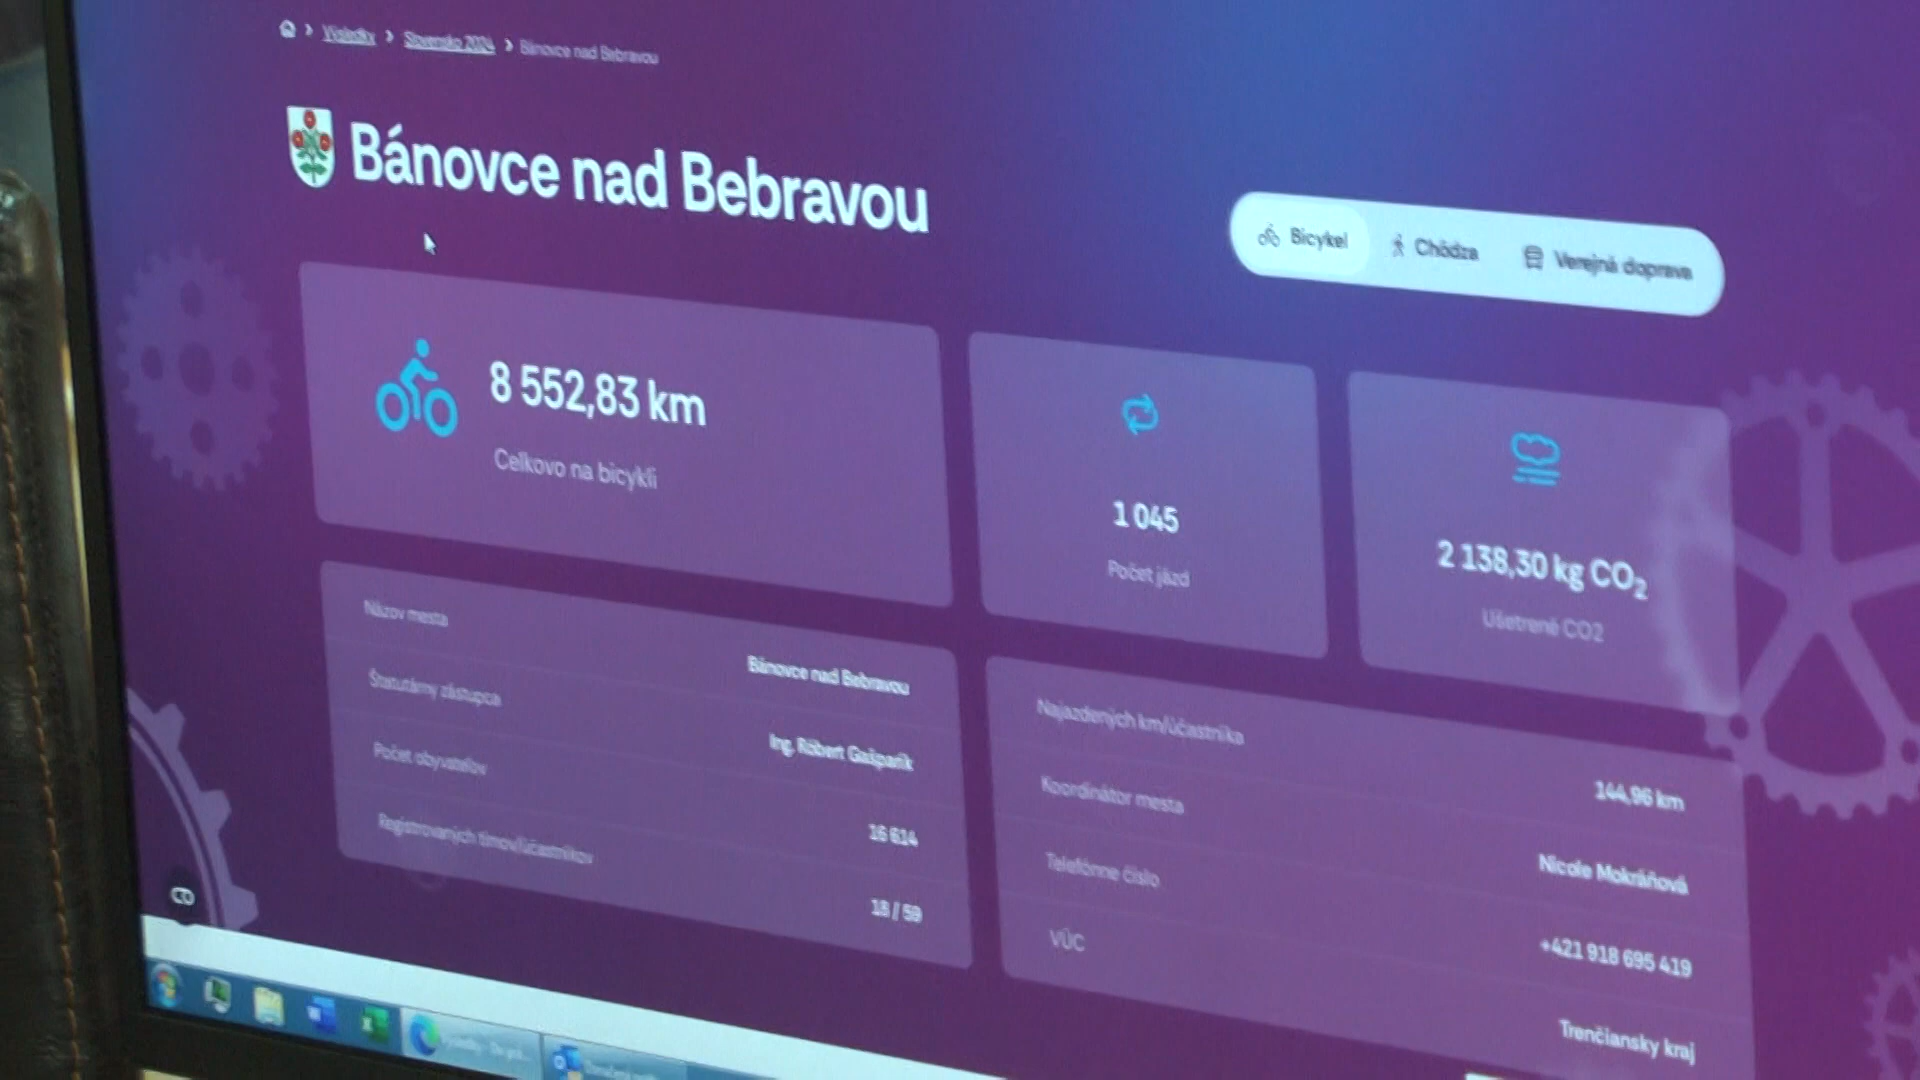 Výsledky
Slovensko 2024
Bánovce nad Bebravou
Bánovce nad Bebravou
Bicykel
Chôdza
Verejná doprava
8 552,83 km
Celkovo na bicykli
1 045
Počet jázd
2 138,30 kg CO₂
Ušetrené CO2
Názov mesta
Bánovce nad Bebravou
Štatutárny zástupca
Ing. Róbert Gašparík
Počet obyvateľov
16 614
Registrovaných tímov/účastníkov
18 / 59
Najazdených km/účastníka
144,96 km
Koordinátor mesta
Nicole Mokráňová
Telefónne číslo
+421 918 695 419
VÚC
Trenčiansky kraj